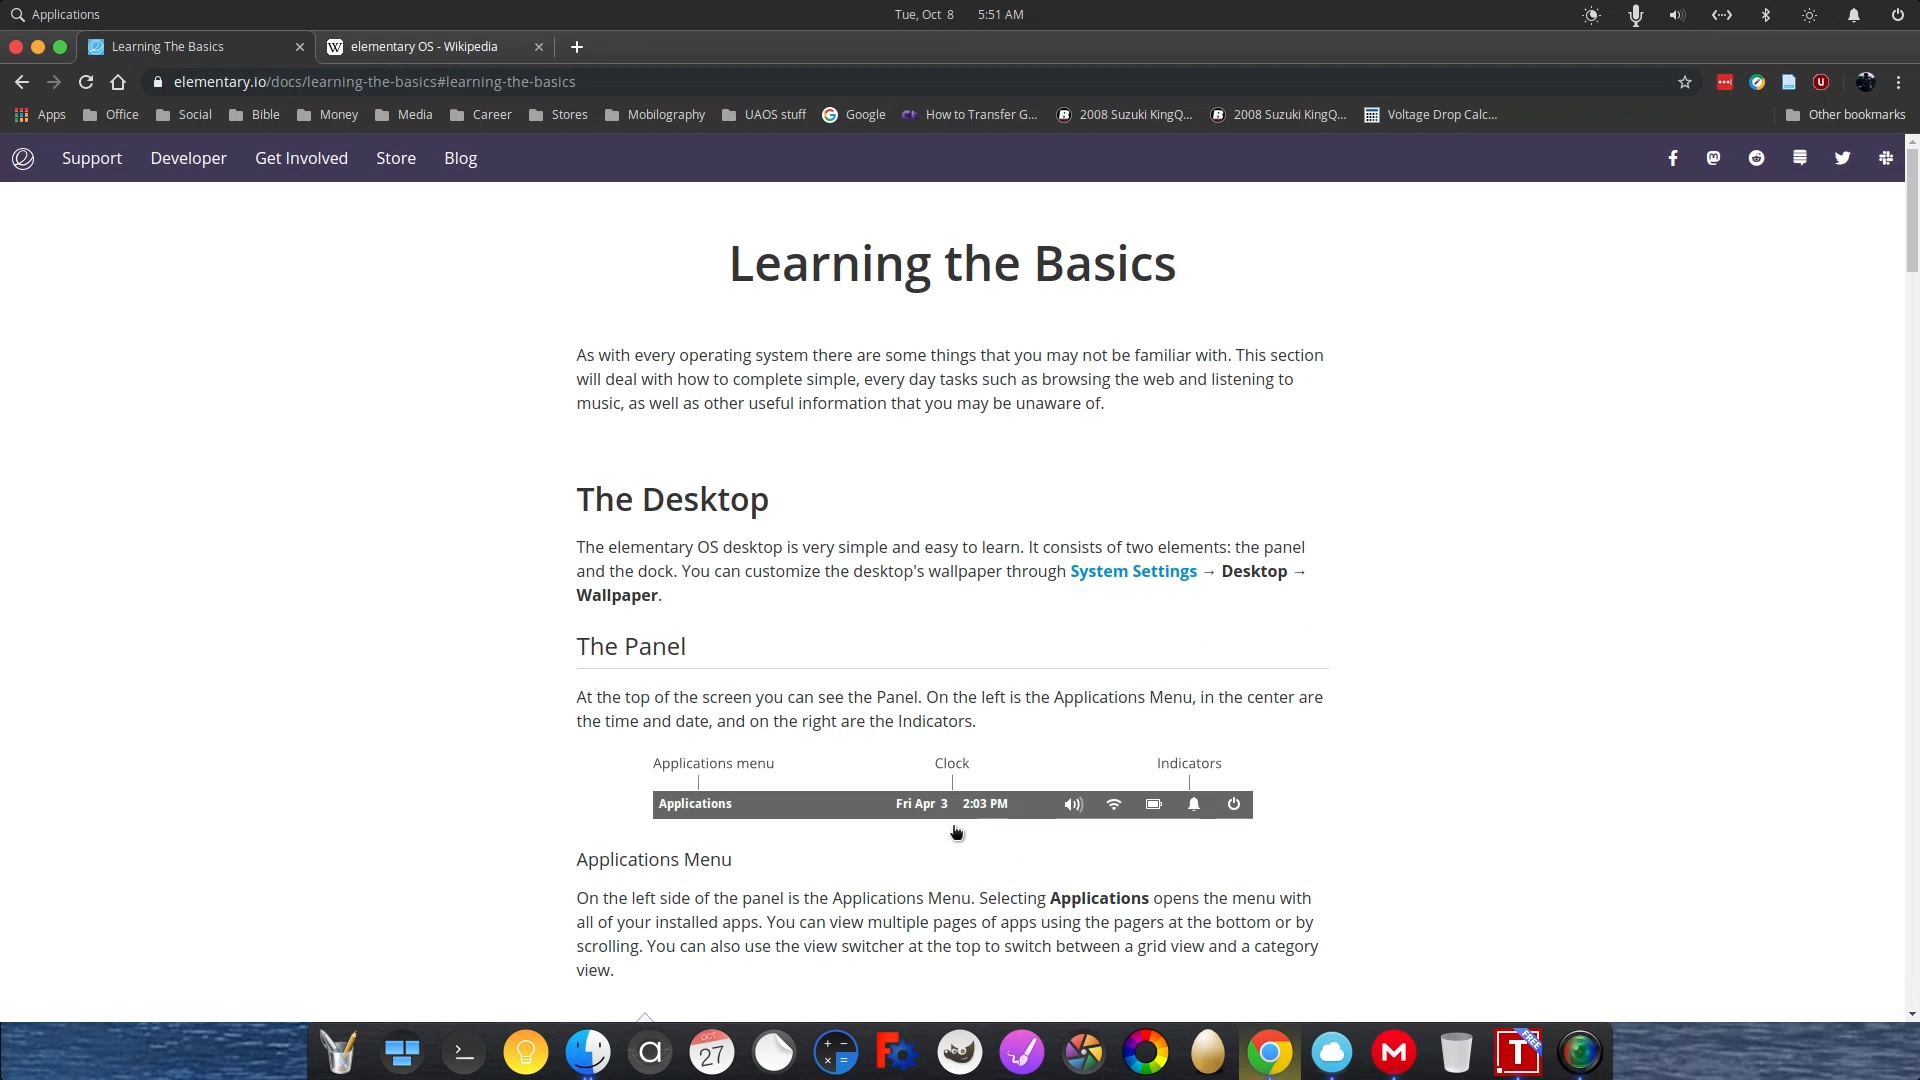 Applications
Tue, Oct 8 5:51 AM
Learning The Basics
elementary OS - Wikipedia
elementary.io/docs/learning-the-basics#learning-the-basics
Apps Office Social Bible Money Media Career Stores Mobilography UAOS stuff Google How to Transfer G... 2008 Suzuki KingQ... 2008 Suzuki KingQ... Voltage Drop Calc... Other bookmarks
Support Developer Get Involved Store Blog
Learning the Basics
As with every operating system there are some things that you may not be familiar with. This section
will deal with how to complete simple, every day tasks such as browsing the web and listening to
music, as well as other useful information that you may be unaware of.
The Desktop
The elementary OS desktop is very simple and easy to learn. It consists of two elements: the panel
and the dock. You can customize the desktop's wallpaper through System Settings → Desktop →
Wallpaper.
The Panel
At the top of the screen you can see the Panel. On the left is the Applications Menu, in the center are
the time and date, and on the right are the Indicators.
Applications menu Clock Indicators
Applications Fri Apr 3 2:03 PM
Applications Menu
On the left side of the panel is the Applications Menu. Selecting Applications opens the menu with
all of your installed apps. You can view multiple pages of apps using the pagers at the bottom or by
scrolling. You can also use the view switcher at the top to switch between a grid view and a category
view.
OCT
27
FREE